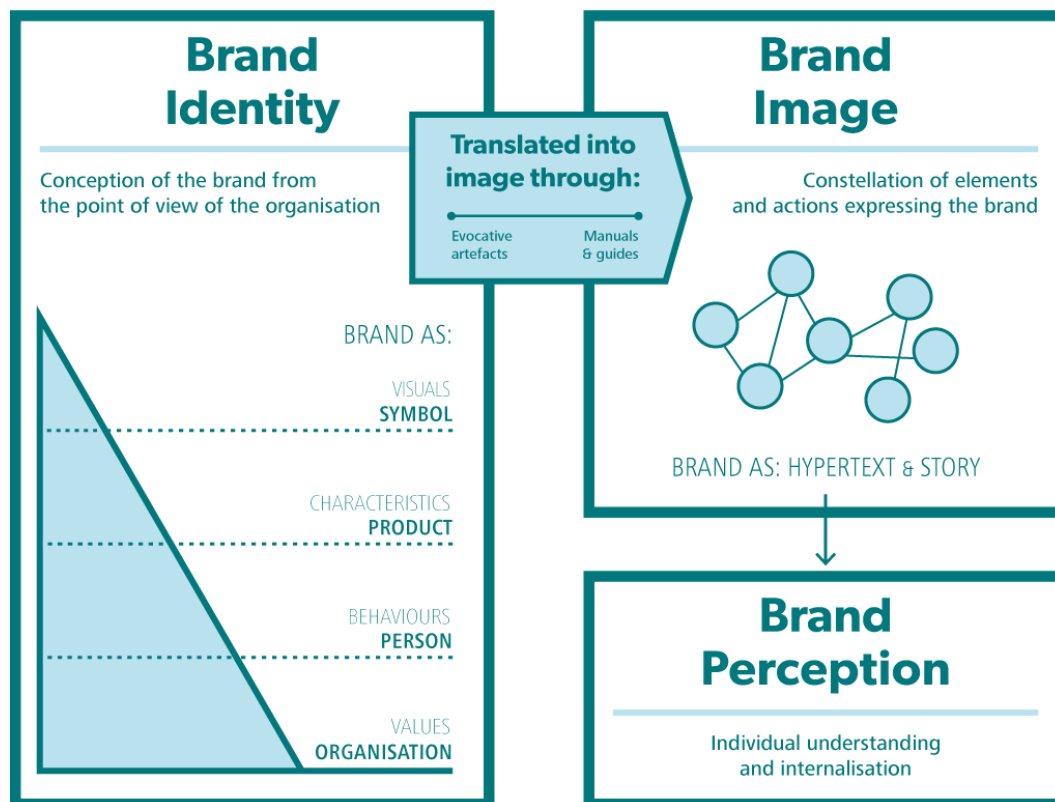 Brand
Identity
Conception of the brand from
the point of view of the organisation
BRAND AS:
VISUALS
SYMBOL
CHARACTERISTICS
PRODUCT
BEHAVIOURS
PERSON
VALUES
ORGANISATION
Translated into
image through:
Evocative
artefacts
Manuals
& guides
Brand
Image
Constellation of elements
and actions expressing the brand
BRAND AS: HYPERTEXT & STORY
Brand
Perception
Individual understanding
and internalisation